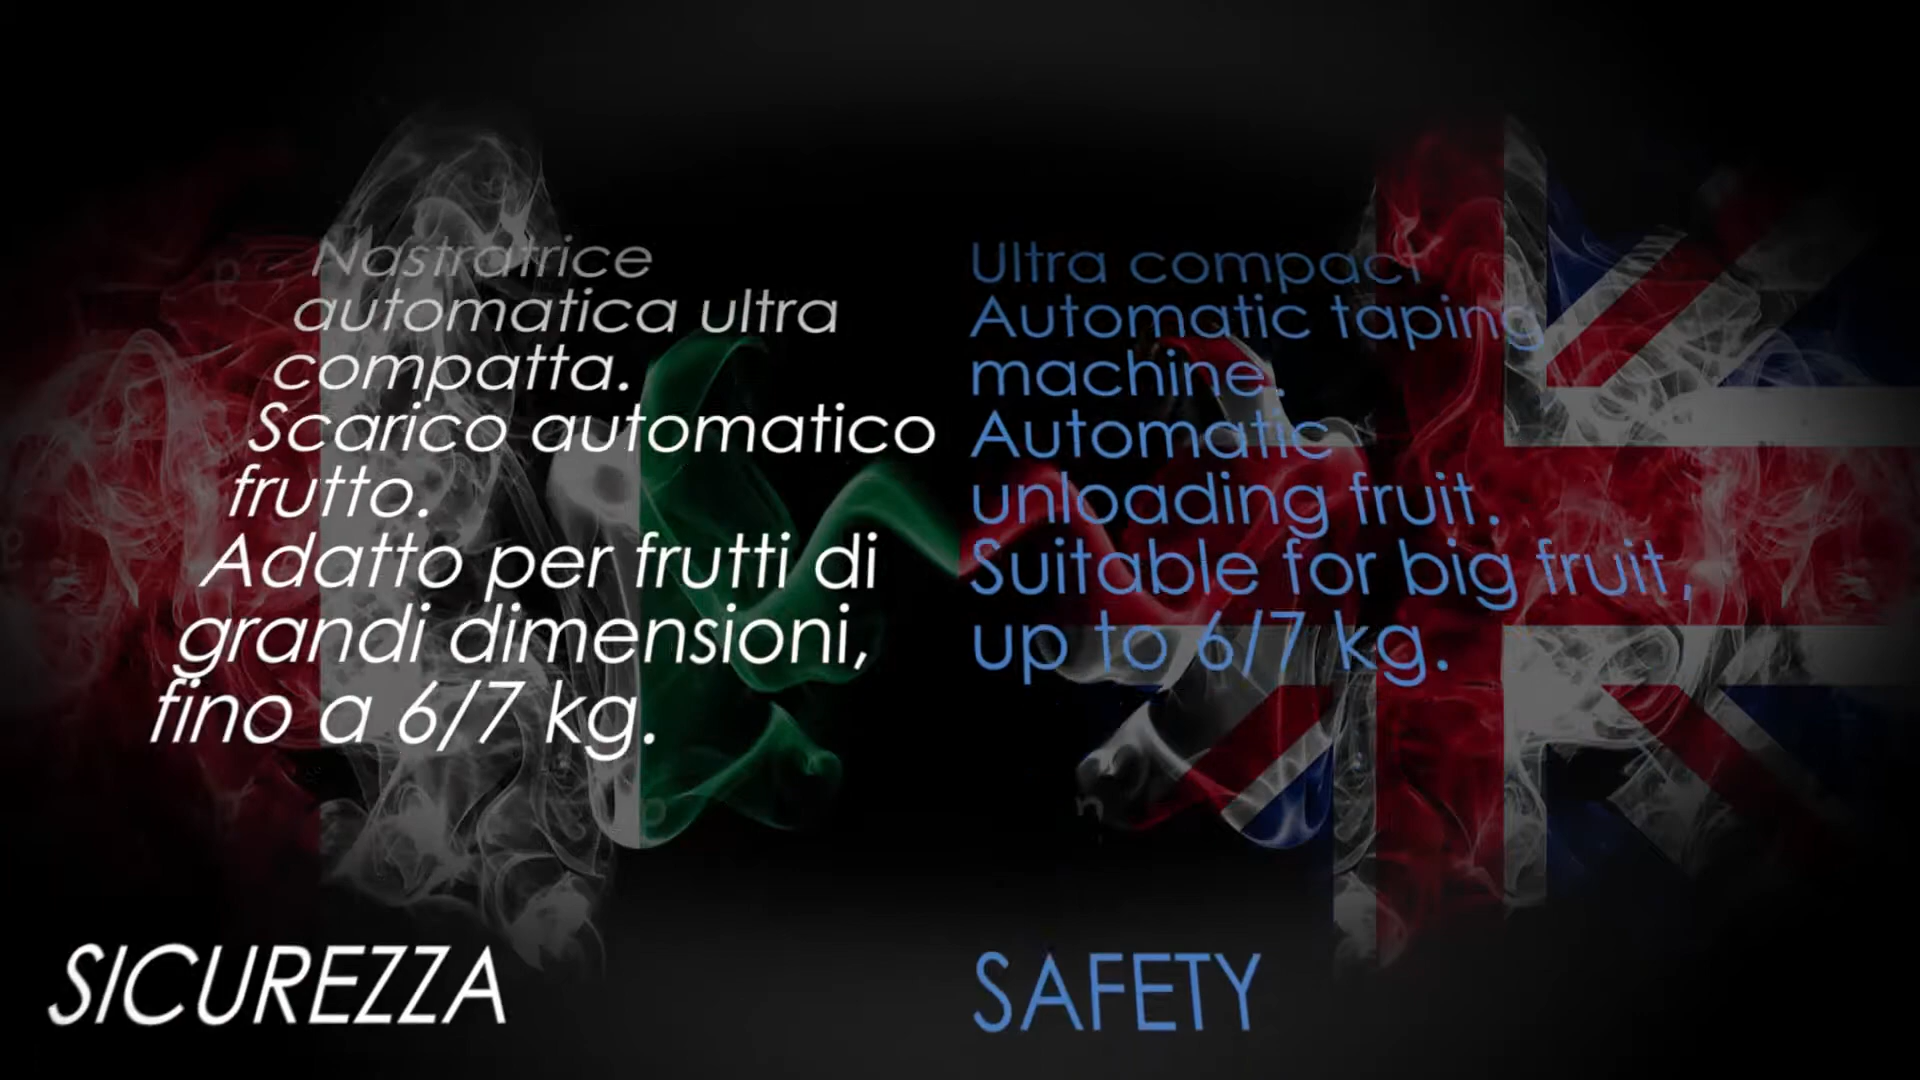 Nastratrice
automatica ultra
compatta.
Scarico automatico
frutto.
Adatto per frutti di
grandi dimensioni,
fino a 6/7 kg.
SICUREZZA
Ultra compact
Automatic taping
machine.
Automatic
unloading fruit.
Suitable for big fruit,
up to 6/7 kg.
SAFETY